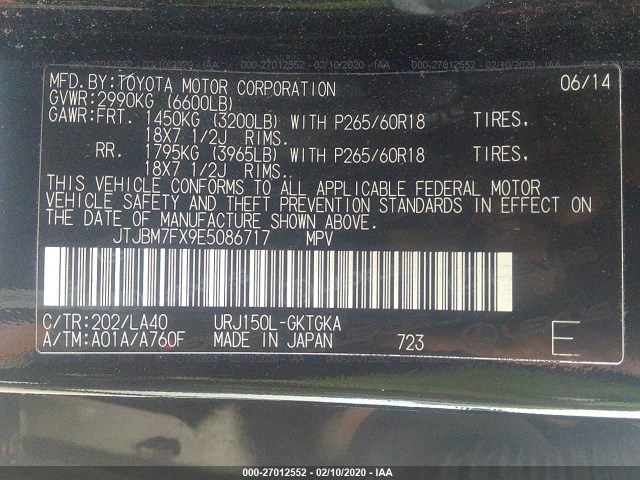 000-27012552 - 02/10/2020 - IAA
MFD.BY:TOYOTA MOTOR CORPORATION 06/14
GVWR:2990KG (6600LB)
GAWR:FRT. 1450KG (3200LB) WITH P265/60R18 TIRES,
18X7 1/2J RIMS.
RR. 1795KG (3965LB) WITH P265/60R18 TIRES,
18X7 1/2J RIMS.
THIS VEHICLE CONFORMS TO ALL APPLICABLE FEDERAL MOTOR
VEHICLE SAFETY AND THEFT PREVENTION STANDARDS IN EFFECT ON
THE DATE OF MANUFACTURE SHOWN ABOVE.
JTJBM7FX9E5086717 MPV
C/TR:202/LA40 URJ150L-GKTGKA
A/TM:A01A/A760F MADE IN JAPAN 723 E
000-27012552 - 02/10/2020 - IAA